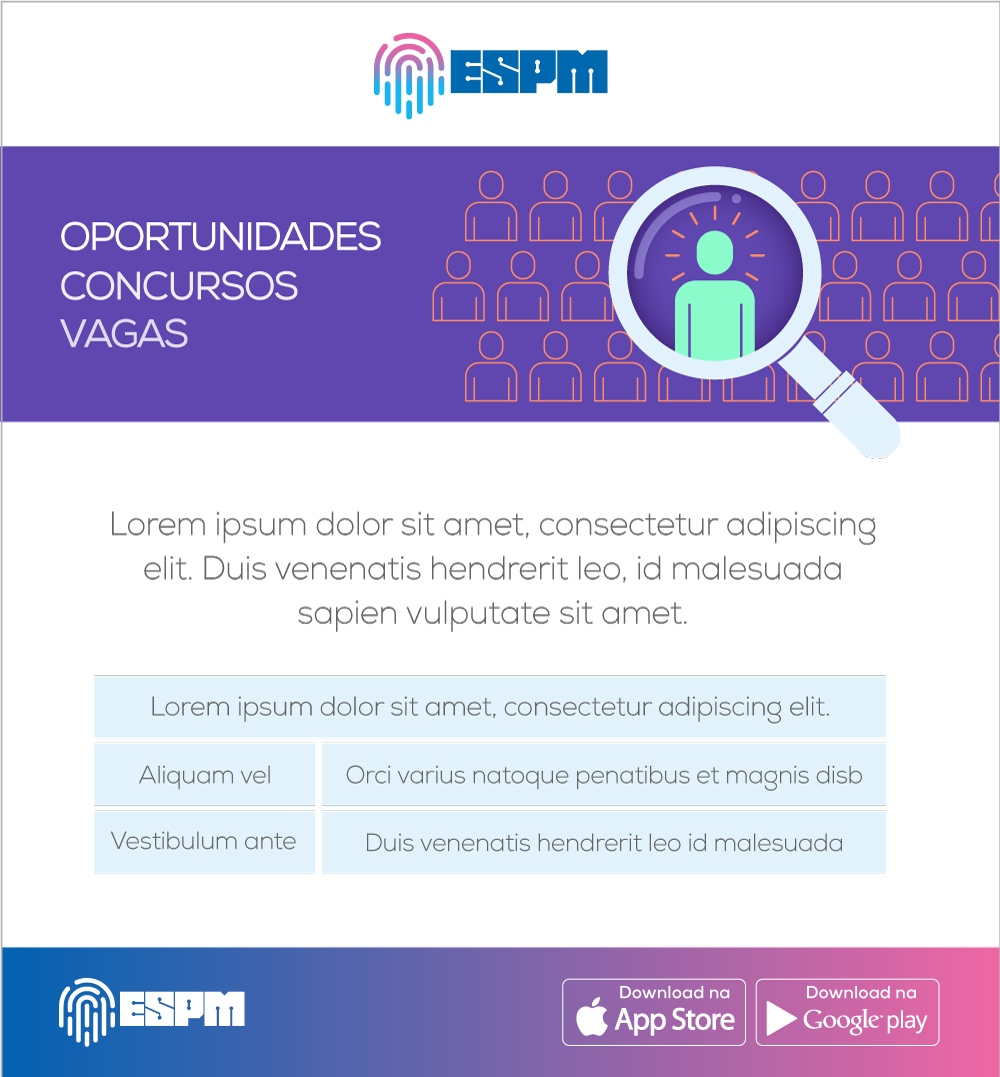 ESPM
OPORTUNIDADES
CONCURSOS
VAGAS
Lorem ipsum dolor sit amet, consectetur adipiscing
elit. Duis venenatis hendrerit leo, id malesuada
sapien vulputate sit amet.
Lorem ipsum dolor sit amet, consectetur adipiscing elit.
Aliquam vel
Orci varius natoque penatibus et magnis disb
Vestibulum ante
Duis venenatis hendrerit leo id malesuada
ESPM
Download na
App Store
Download na
Google play